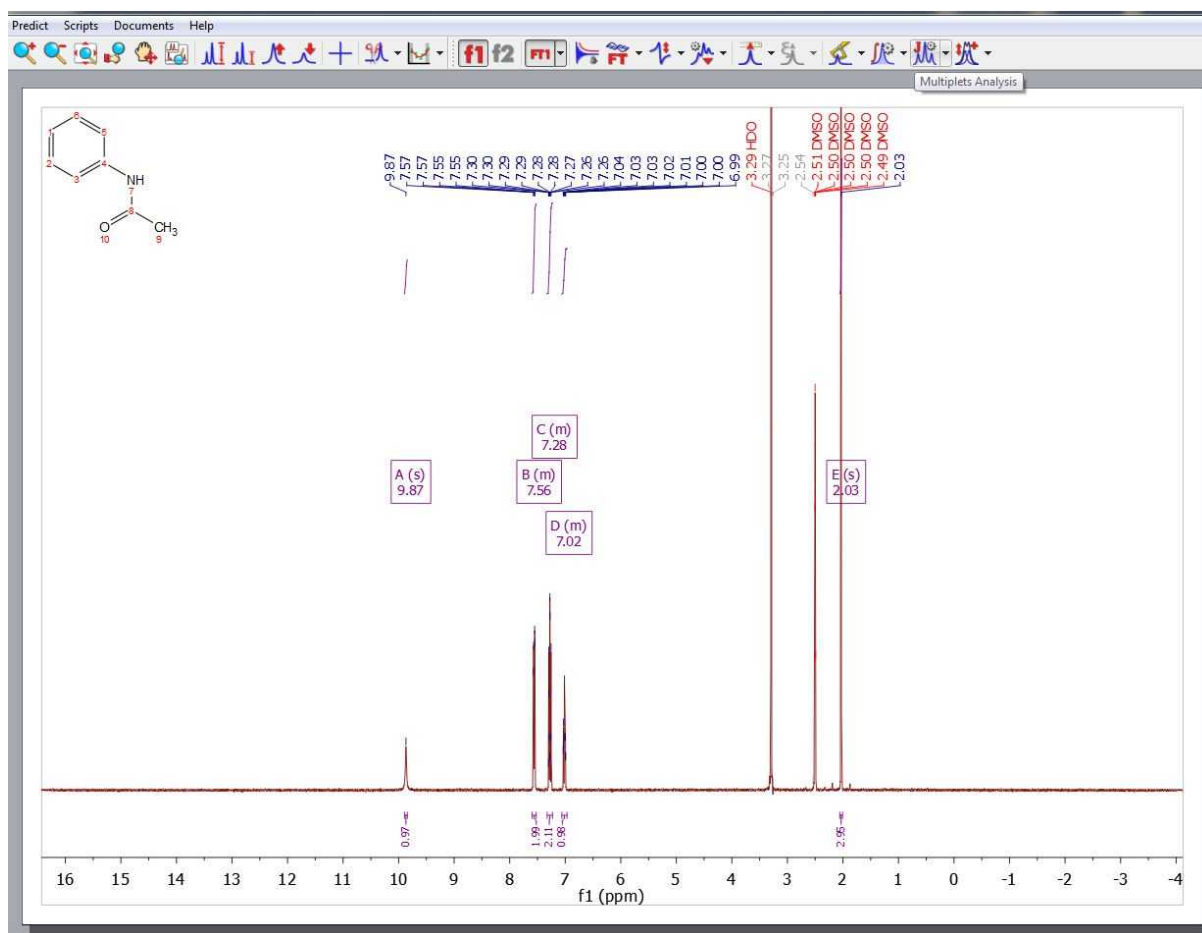 Predict Scripts Documents Help
f1 f2 FT1 FT
Multiplets Analysis
1
2
3
4
5
6
NH
7
8
9
O
10
CH3
9.87
7.57
7.57
7.55
7.55
7.30
7.30
7.29
7.29
7.28
7.28
7.27
7.26
7.26
7.04
7.03
7.03
7.02
7.01
7.00
7.00
6.99
3.29 HDO
3.27
3.25
2.54
2.51 DMSO
2.50 DMSO
2.50 DMSO
2.50 DMSO
2.49 DMSO
2.03
C (m)
7.28
A (s)
9.87
B (m)
7.56
E (s)
2.03
D (m)
7.02
0.97
1.99
2.11
0.98
2.95
16 15 14 13 12 11 10 9 8 7 6 5 4 3 2 1 0 -1 -2 -3 -4
f1 (ppm)